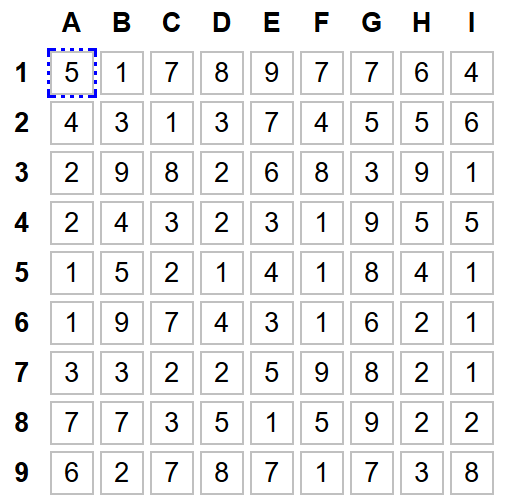 A B C D E F G H I
1 5 1 7 8 9 7 7 6 4
2 4 3 1 3 7 4 5 5 6
3 2 9 8 2 6 8 3 9 1
4 2 4 3 2 3 1 9 5 5
5 1 5 2 1 4 1 8 4 1
6 1 9 7 4 3 1 6 2 1
7 3 3 2 2 5 9 8 2 1
8 7 7 3 5 1 5 9 2 2
9 6 2 7 8 7 1 7 3 8